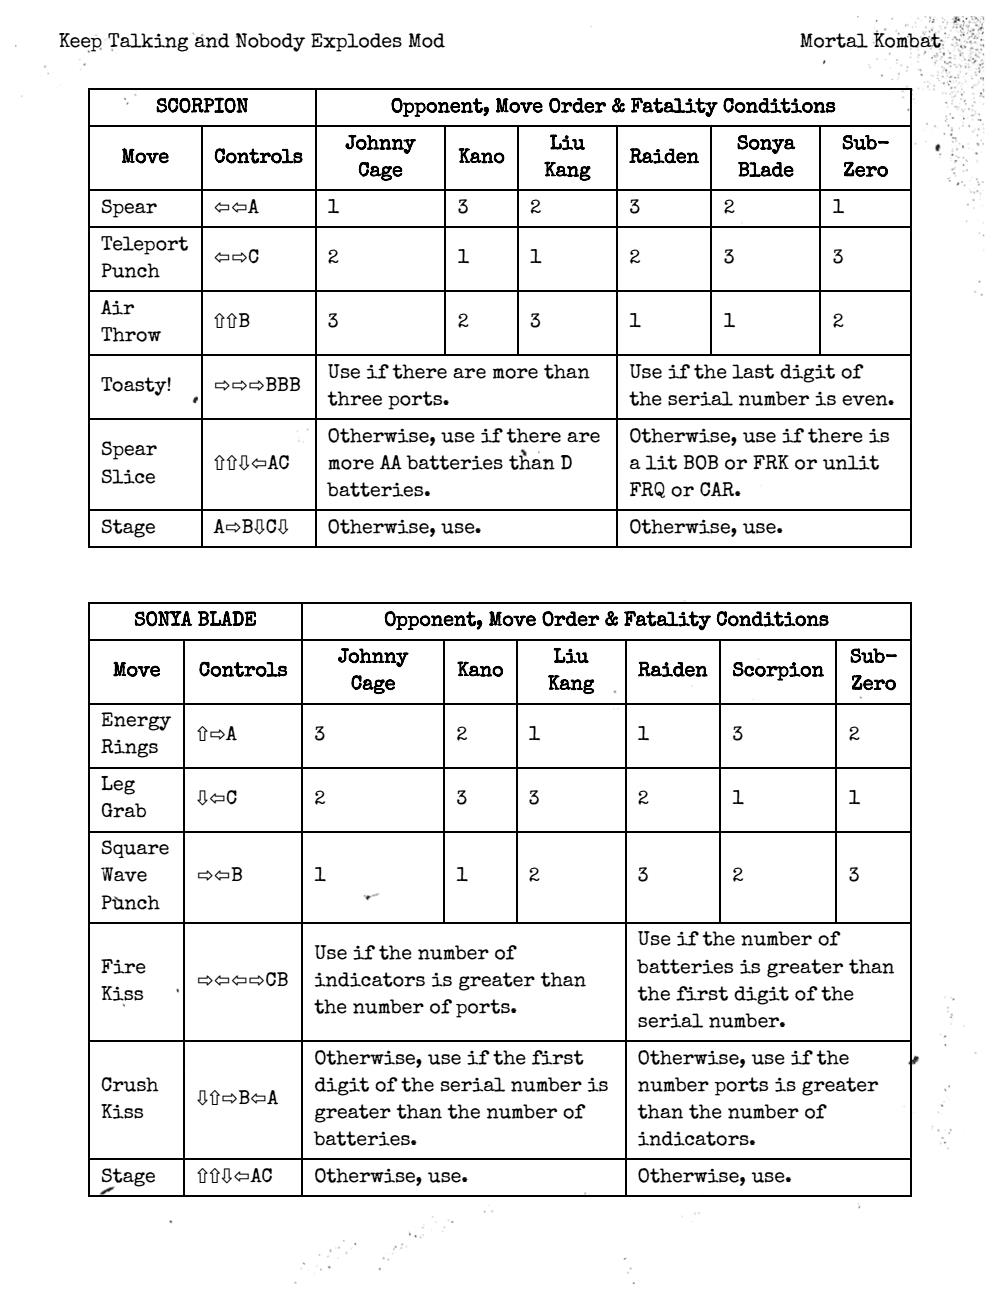 Keep Talking and Nobody Explodes Mod
Mortal Kombat
SCORPION
Opponent, Move Order & Fatality Conditions
Move
Controls
Johnny
Cage
Kano
Liu
Kang
Raiden
Sonya
Blade
Sub-
Zero
Spear
⇦⇦A
1
3
2
3
2
1
Teleport
Punch
⇦⇨C
2
1
1
2
3
3
Air
Throw
⇧⇧B
3
2
3
1
1
2
Toasty!
⇨⇨⇨BBB
Use if there are more than
three ports.
Use if the last digit of
the serial number is even.
Spear
Slice
⇧⇧⇩⇦AC
Otherwise, use if there are
more AA batteries than D
batteries.
Otherwise, use if there is
a lit BOB or FRK or unlit
FRQ or CAR.
Stage
A⇨B⇩C⇩
Otherwise, use.
Otherwise, use.
SONYA BLADE
Opponent, Move Order & Fatality Conditions
Move
Controls
Johnny
Cage
Kano
Liu
Kang
Raiden
Scorpion
Sub-
Zero
Energy
Rings
⇧⇨A
3
2
1
1
3
2
Leg
Grab
⇩⇦C
2
3
3
2
1
1
Square
Wave
Punch
⇨⇦B
1
1
2
3
2
3
Fire
Kiss
⇨⇦⇦⇨CB
Use if the number of
indicators is greater than
the number of ports.
Use if the number of
batteries is greater than
the first digit of the
serial number.
Crush
Kiss
⇩⇧⇨B⇦A
Otherwise, use if the first
digit of the serial number is
greater than the number of
batteries.
Otherwise, use if the
number ports is greater
than the number of
indicators.
Stage
⇧⇧⇩⇦AC
Otherwise, use.
Otherwise, use.